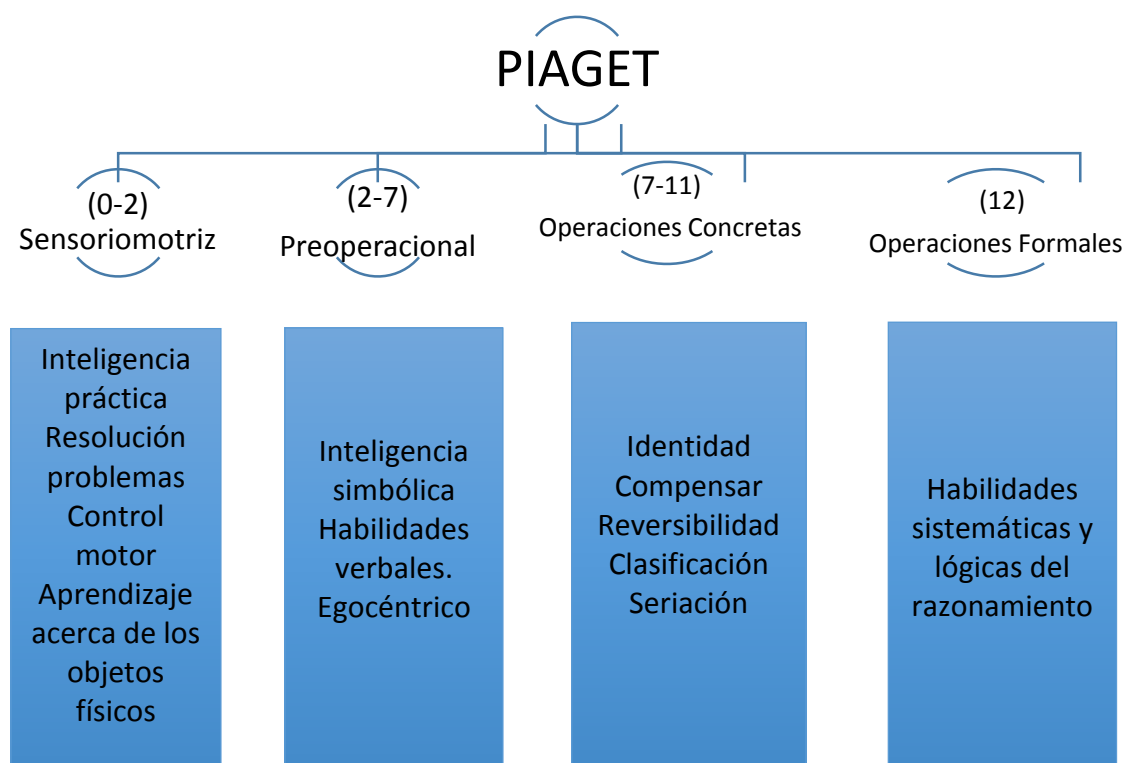 PIAGET
(0-2)
Sensoriomotriz
(2-7)
Preoperacional
(7-11)
Operaciones Concretas
(12)
Operaciones Formales
Inteligencia
práctica
Resolución
problemas
Control
motor
Aprendizaje
acerca de los
objetos
físicos
Inteligencia
simbólica
Habilidades
verbales.
Egocéntrico
Identidad
Compensar
Reversibilidad
Clasificación
Seriación
Habilidades
sistemáticas y
lógicas del
razonamiento